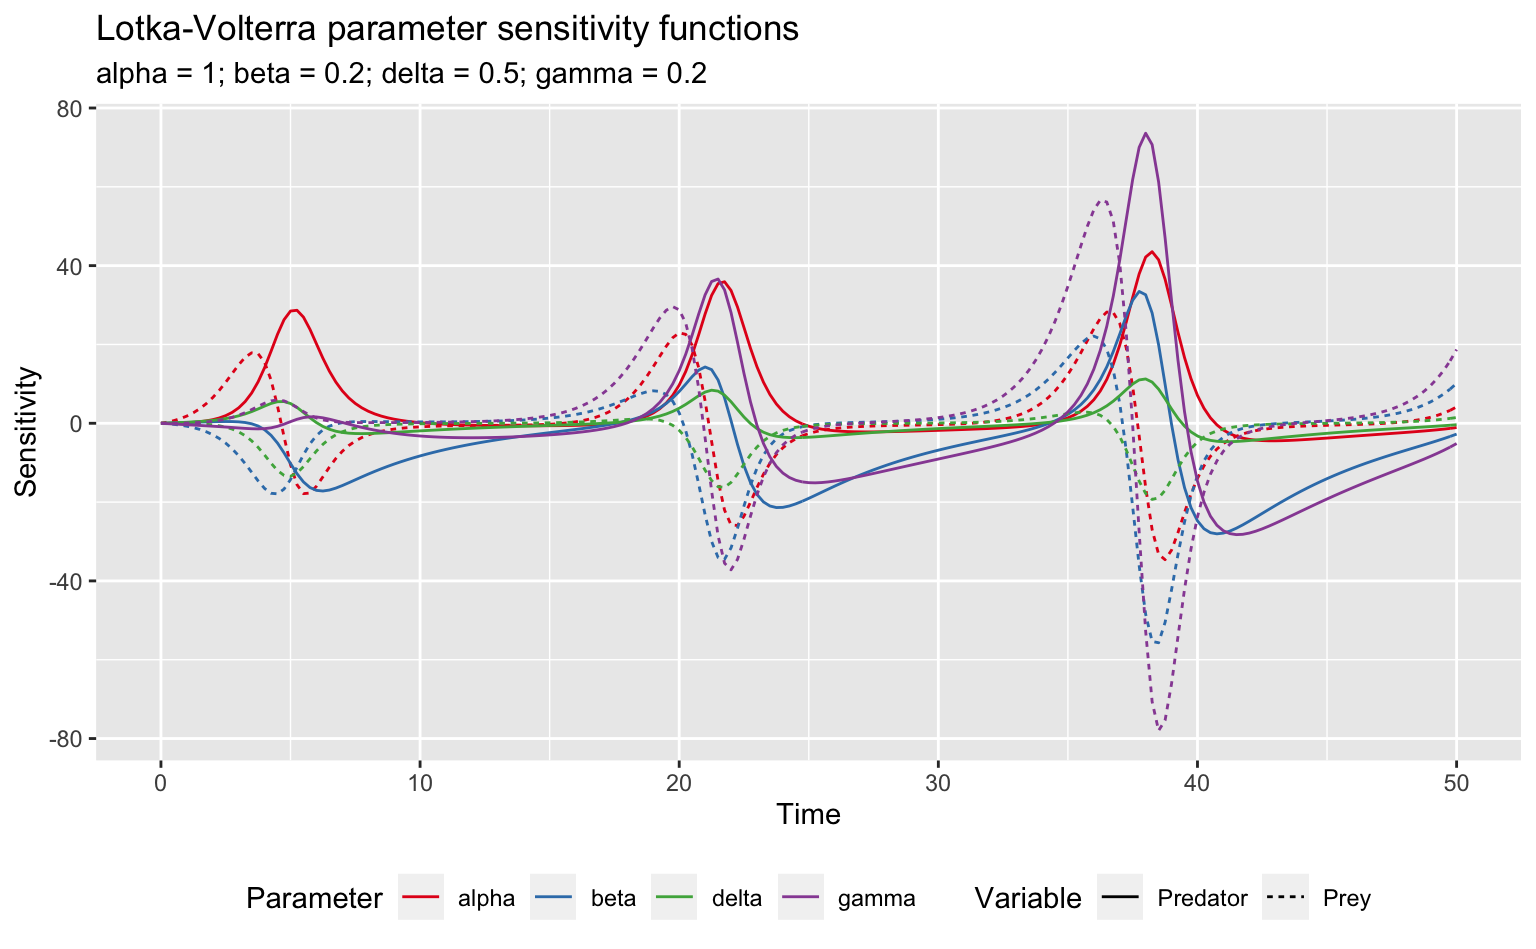 Lotka-Volterra parameter sensitivity functions
alpha = 1; beta = 0.2; delta = 0.5; gamma = 0.2
80
40
0
-40
-80
Sensitivity
0 10 20 30 40 50
Time
Parameter alpha beta delta gamma Variable Predator Prey